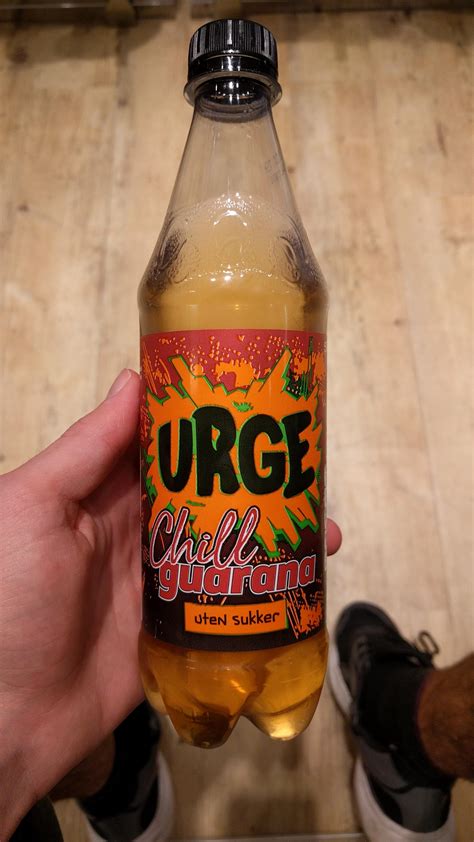 URGE
Chill
guarana
uten sukker